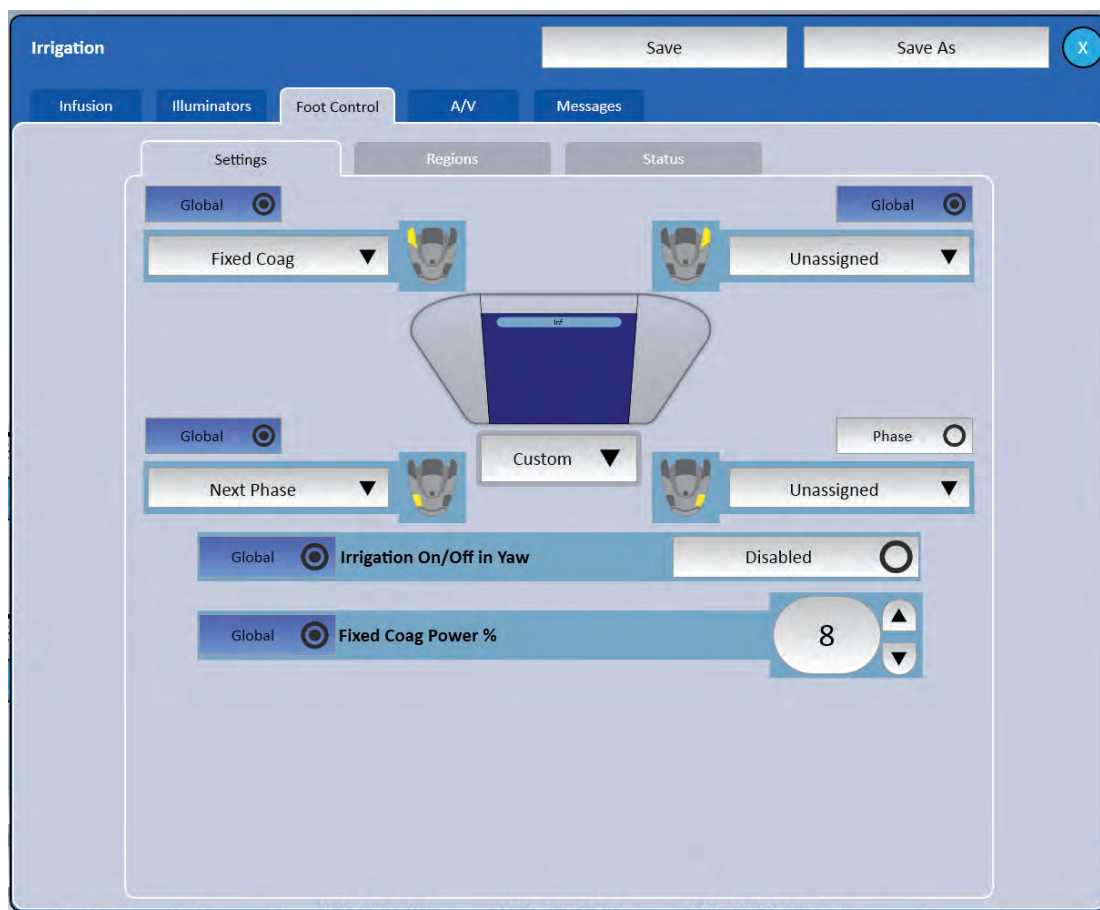 Irrigation
Save
Save As
X
Infusion
Illuminators
Foot Control
A/V
Messages
Settings
Regions
Status
Global
Global
Fixed Coag
Unassigned
Inf
Global
Phase
Custom
Next Phase
Unassigned
Global
Irrigation On/Off in Yaw
Disabled
Global
Fixed Coag Power %
8